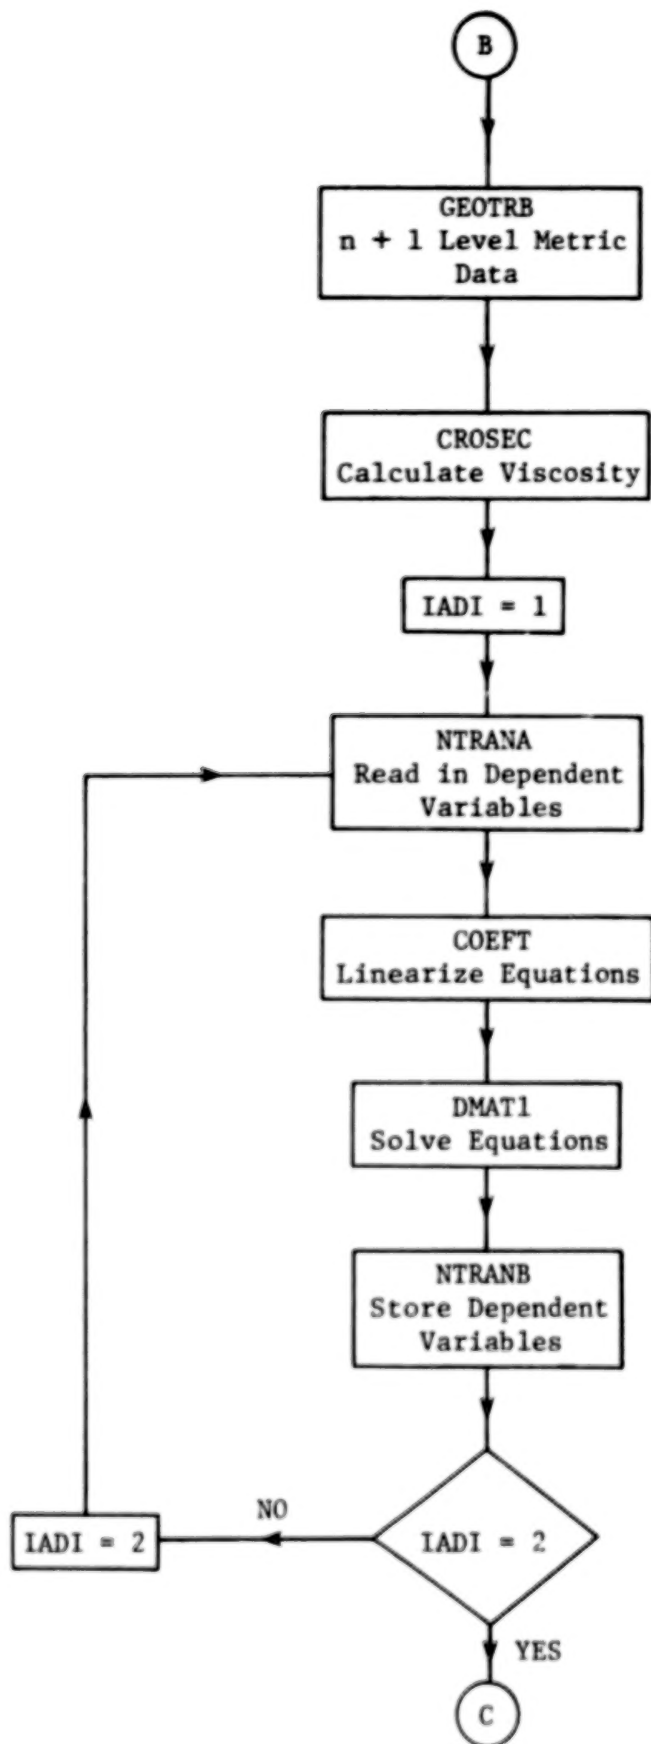 B
GEOTRB
n + 1 Level Metric
Data
CROSEC
Calculate Viscosity
IADI = 1
NTRANA
Read in Dependent
Variables
COEFT
Linearize Equations
DMAT1
Solve Equations
NTRANB
Store Dependent
Variables
IADI = 2
NO
IADI = 2
YES
C